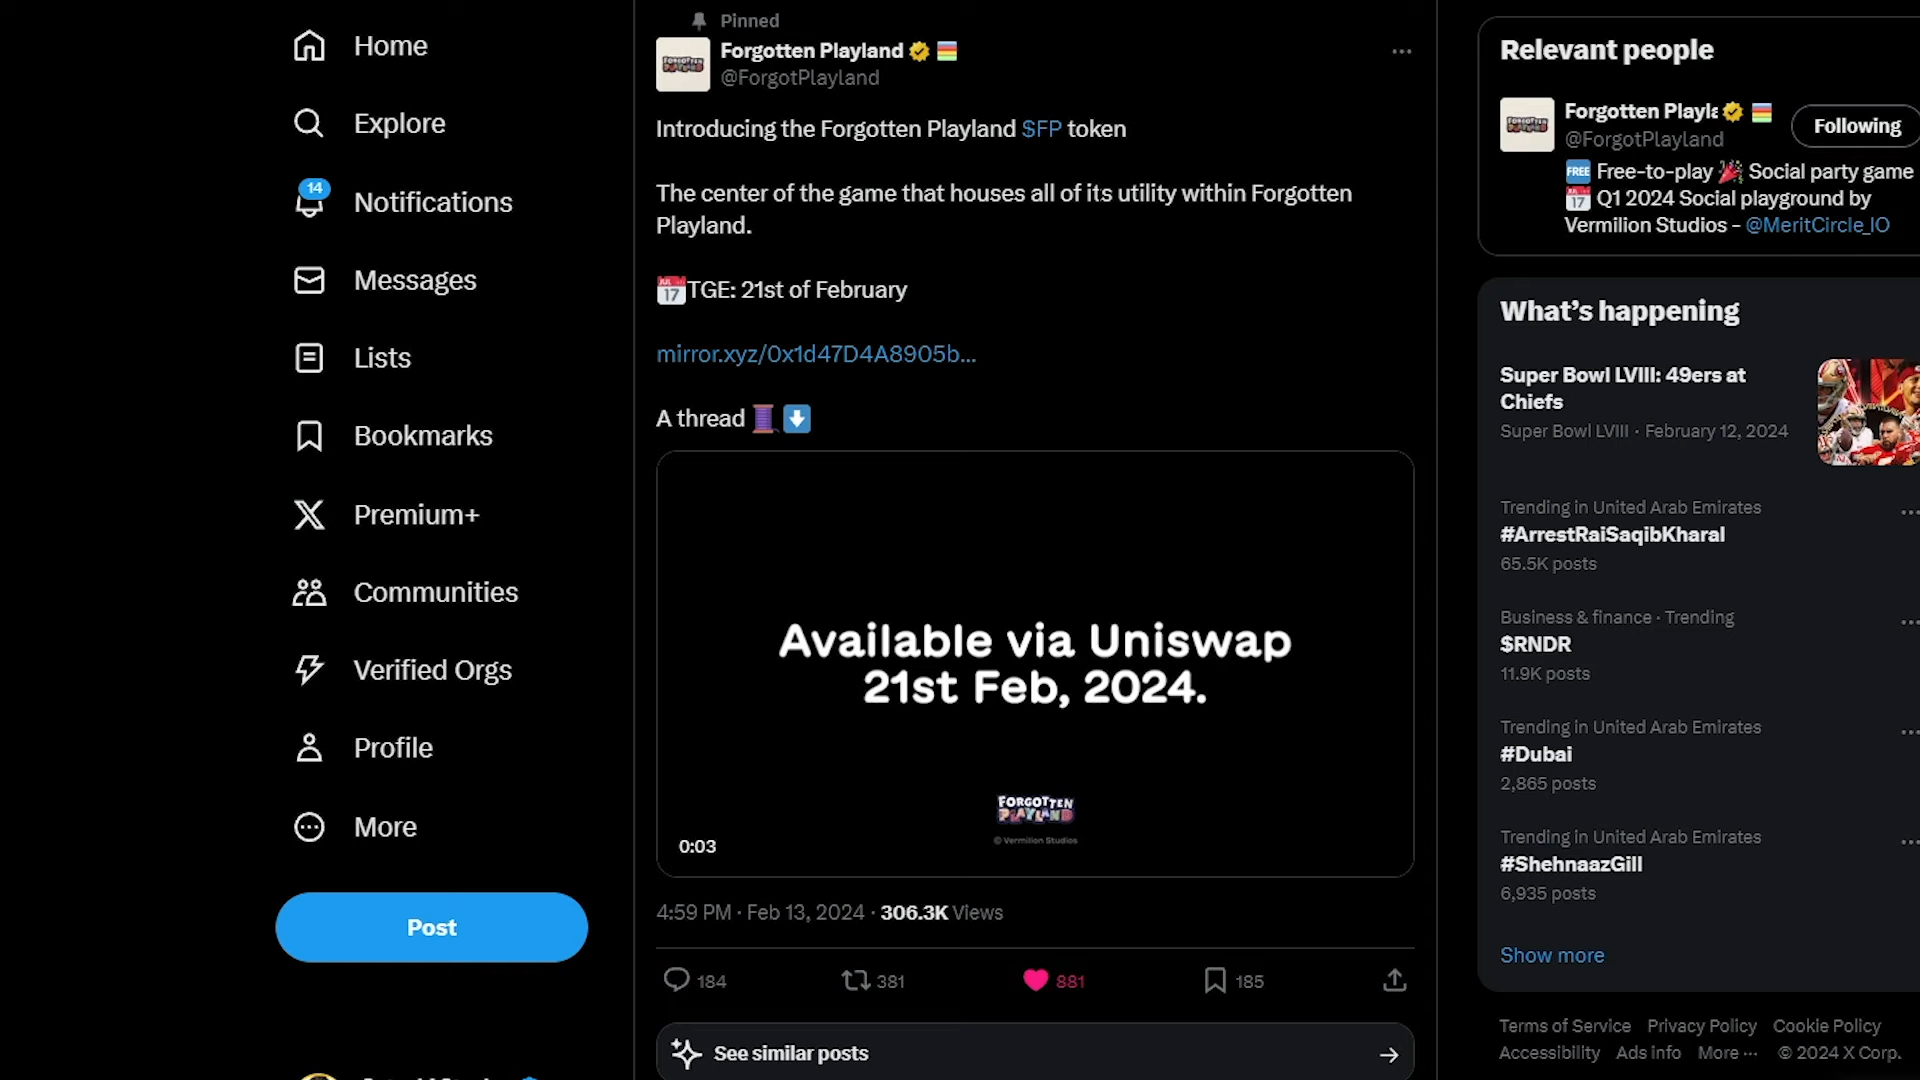 Home
Explore
14
Notifications
Messages
Lists
Bookmarks
Premium+
Communities
Verified Orgs
Profile
More
Post
Pinned
Forgotten Playland
@ForgotPlayland
Introducing the Forgotten Playland $FP token
The center of the game that houses all of its utility within Forgotten
Playland.
TGE: 21st of February
mirror.xyz/0x1d47D4A8905b...
A thread
Available via Uniswap
21st Feb, 2024.
FORGOTTEN
PLAYLAND
© Vermilion Studios
0:03
4:59 PM · Feb 13, 2024 · 306.3K Views
184 381 881 185
See similar posts
Relevant people
Forgotten Playla
@ForgotPlayland
Following
FREE Free-to-play Social party game
Q1 2024 Social playground by
Vermilion Studios - @MeritCircle_IO
What’s happening
Super Bowl LVIII: 49ers at
Chiefs
Super Bowl LVIII · February 12, 2024
Trending in United Arab Emirates
#ArrestRaiSaqibKharal
65.5K posts
Business & finance · Trending
$RNDR
11.9K posts
Trending in United Arab Emirates
#Dubai
2,865 posts
Trending in United Arab Emirates
#ShehnaazGill
6,935 posts
Show more
Terms of Service Privacy Policy Cookie Policy
Accessibility Ads info More ··· © 2024 X Corp.